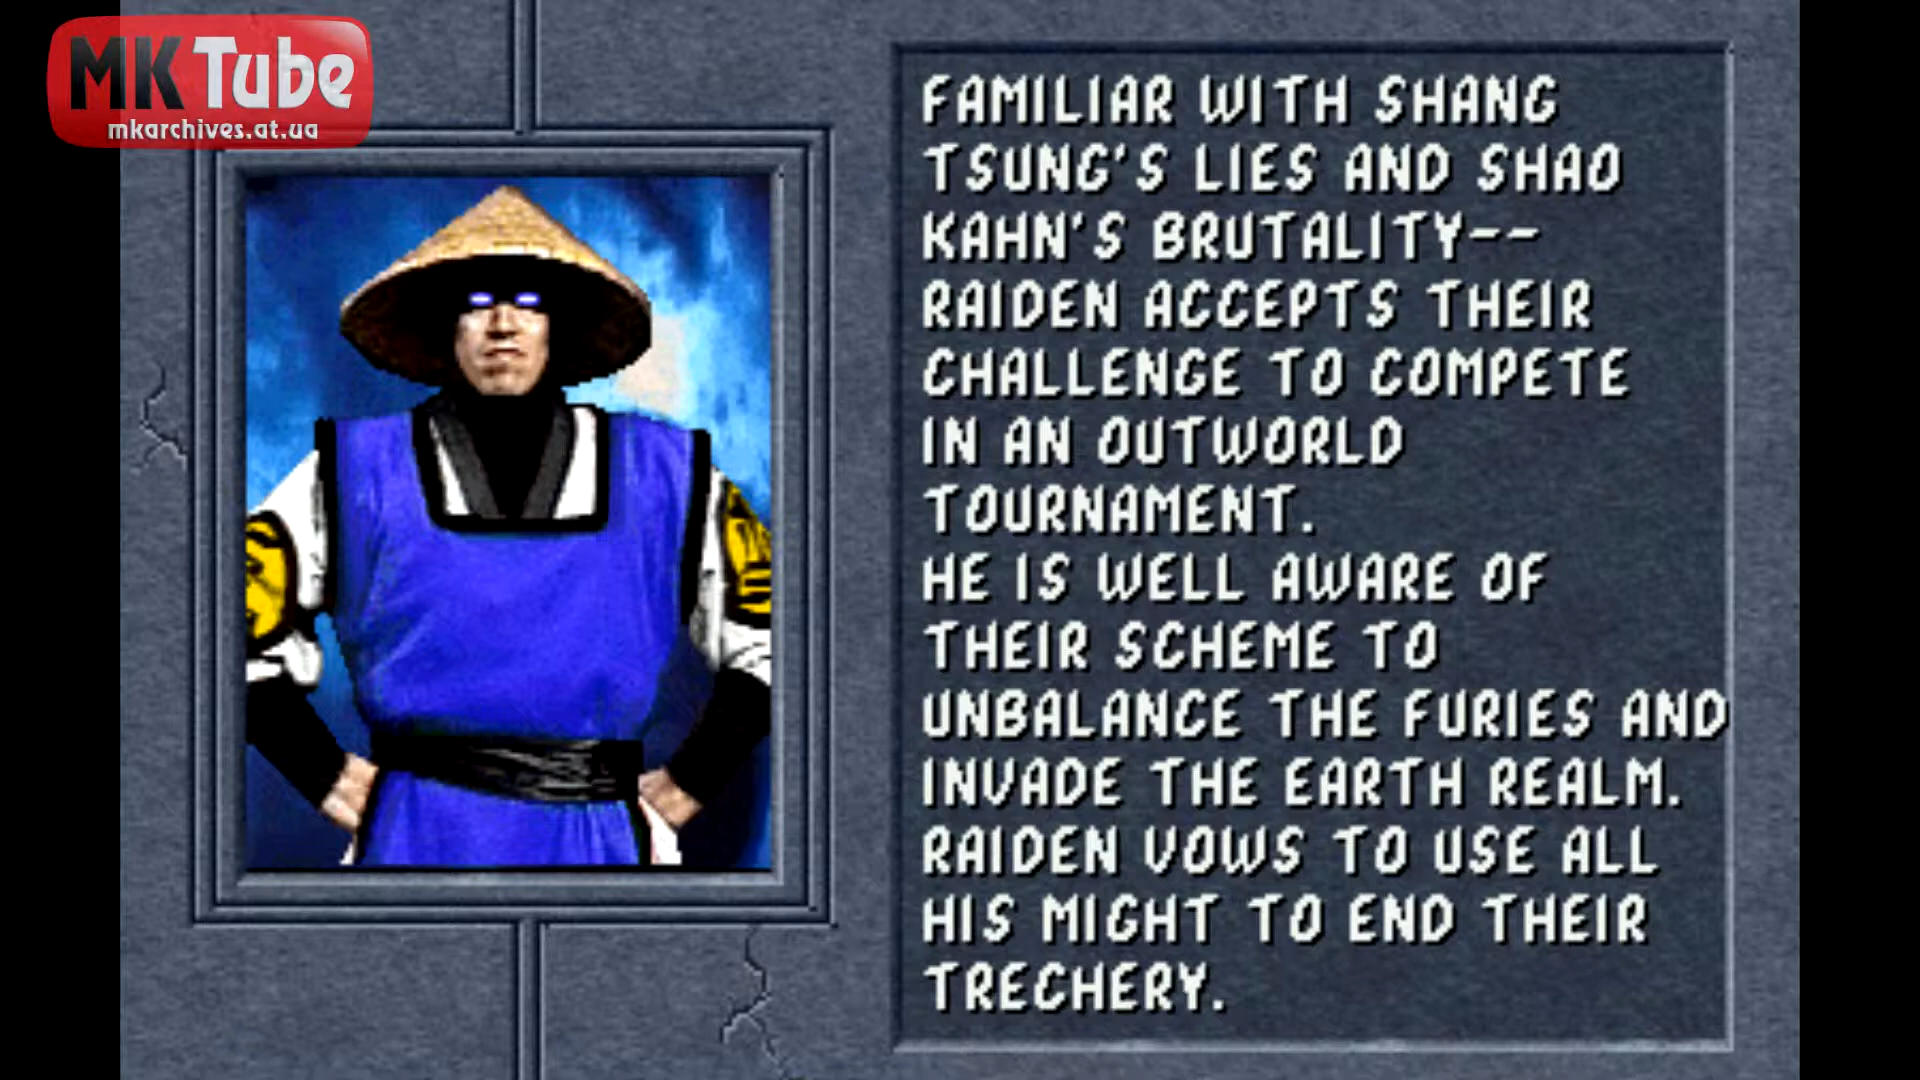 MK Tube
mkarchives.at.ua
FAMILIAR WITH SHANG
TSUNG'S LIES AND SHAO
KAHN'S BRUTALITY--
RAIDEN ACCEPTS THEIR
CHALLENGE TO COMPETE
IN AN OUTWORLD
TOURNAMENT.
HE IS WELL AWARE OF
THEIR SCHEME TO
UNBALANCE THE FURIES AND
INVADE THE EARTH REALM.
RAIDEN VOWS TO USE ALL
HIS MIGHT TO END THEIR
TRECHERY.